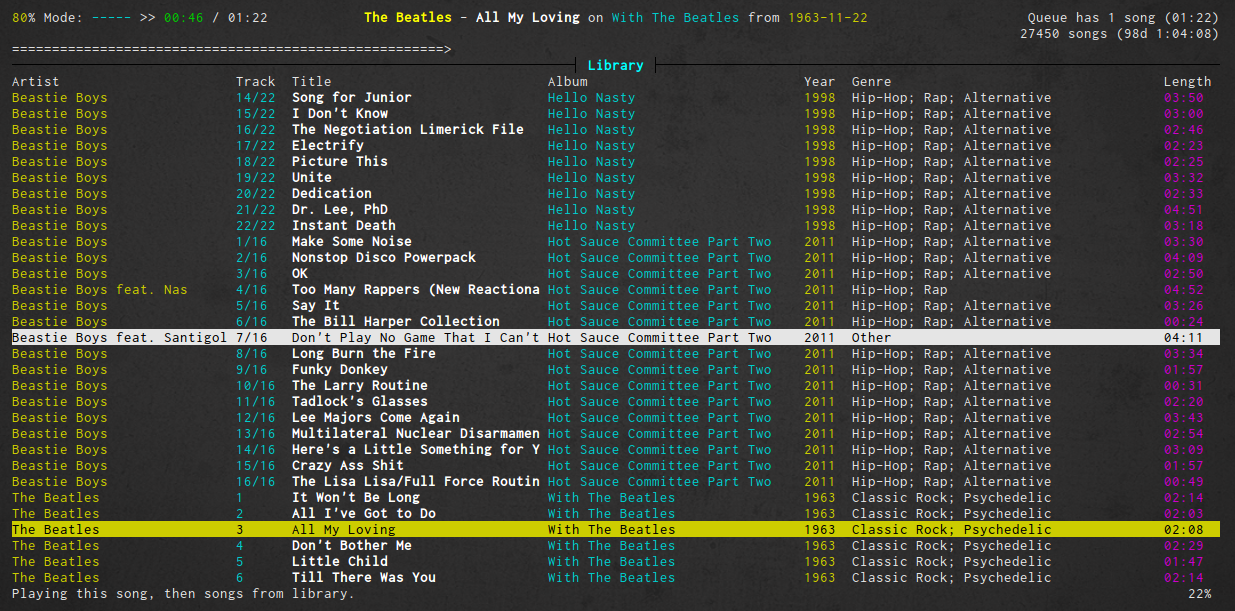 80% Mode: ----- >> 00:46 / 01:22 The Beatles - All My Loving on With The Beatles from 1963-11-22 Queue has 1 song (01:22)
27450 songs (98d 1:04:08)
======================================================>
Library
Artist Track Title Album Year Genre Length
Beastie Boys 14/22 Song for Junior Hello Nasty 1998 Hip-Hop; Rap; Alternative 03:50
Beastie Boys 15/22 I Don't Know Hello Nasty 1998 Hip-Hop; Rap; Alternative 03:00
Beastie Boys 16/22 The Negotiation Limerick File Hello Nasty 1998 Hip-Hop; Rap; Alternative 02:46
Beastie Boys 17/22 Electrify Hello Nasty 1998 Hip-Hop; Rap; Alternative 02:23
Beastie Boys 18/22 Picture This Hello Nasty 1998 Hip-Hop; Rap; Alternative 02:25
Beastie Boys 19/22 Unite Hello Nasty 1998 Hip-Hop; Rap; Alternative 03:32
Beastie Boys 20/22 Dedication Hello Nasty 1998 Hip-Hop; Rap; Alternative 02:33
Beastie Boys 21/22 Dr. Lee, PhD Hello Nasty 1998 Hip-Hop; Rap; Alternative 04:51
Beastie Boys 22/22 Instant Death Hello Nasty 1998 Hip-Hop; Rap; Alternative 03:18
Beastie Boys 1/16 Make Some Noise Hot Sauce Committee Part Two 2011 Hip-Hop; Rap; Alternative 03:30
Beastie Boys 2/16 Nonstop Disco Powerpack Hot Sauce Committee Part Two 2011 Hip-Hop; Rap; Alternative 04:09
Beastie Boys 3/16 OK Hot Sauce Committee Part Two 2011 Hip-Hop; Rap; Alternative 02:50
Beastie Boys feat. Nas 4/16 Too Many Rappers (New Reactiona Hot Sauce Committee Part Two 2011 Hip-Hop; Rap 04:52
Beastie Boys 5/16 Say It Hot Sauce Committee Part Two 2011 Hip-Hop; Rap; Alternative 03:26
Beastie Boys 6/16 The Bill Harper Collection Hot Sauce Committee Part Two 2011 Hip-Hop; Rap; Alternative 00:24
Beastie Boys feat. Santigol 7/16 Don't Play No Game That I Can't Hot Sauce Committee Part Two 2011 Other 04:11
Beastie Boys 8/16 Long Burn the Fire Hot Sauce Committee Part Two 2011 Hip-Hop; Rap; Alternative 03:34
Beastie Boys 9/16 Funky Donkey Hot Sauce Committee Part Two 2011 Hip-Hop; Rap; Alternative 01:57
Beastie Boys 10/16 The Larry Routine Hot Sauce Committee Part Two 2011 Hip-Hop; Rap; Alternative 00:31
Beastie Boys 11/16 Tadlock's Glasses Hot Sauce Committee Part Two 2011 Hip-Hop; Rap; Alternative 02:20
Beastie Boys 12/16 Lee Majors Come Again Hot Sauce Committee Part Two 2011 Hip-Hop; Rap; Alternative 03:43
Beastie Boys 13/16 Multilateral Nuclear Disarmamen Hot Sauce Committee Part Two 2011 Hip-Hop; Rap; Alternative 02:54
Beastie Boys 14/16 Here's a Little Something for Y Hot Sauce Committee Part Two 2011 Hip-Hop; Rap; Alternative 03:09
Beastie Boys 15/16 Crazy Ass Shit Hot Sauce Committee Part Two 2011 Hip-Hop; Rap; Alternative 01:57
Beastie Boys 16/16 The Lisa Lisa/Full Force Routin Hot Sauce Committee Part Two 2011 Hip-Hop; Rap; Alternative 00:49
The Beatles 1 It Won't Be Long With The Beatles 1963 Classic Rock; Psychedelic 02:14
The Beatles 2 All I've Got to Do With The Beatles 1963 Classic Rock; Psychedelic 02:03
The Beatles 3 All My Loving With The Beatles 1963 Classic Rock; Psychedelic 02:08
The Beatles 4 Don't Bother Me With The Beatles 1963 Classic Rock; Psychedelic 02:29
The Beatles 5 Little Child With The Beatles 1963 Classic Rock; Psychedelic 01:47
The Beatles 6 Till There Was You With The Beatles 1963 Classic Rock; Psychedelic 02:14
Playing this song, then songs from library. 22%